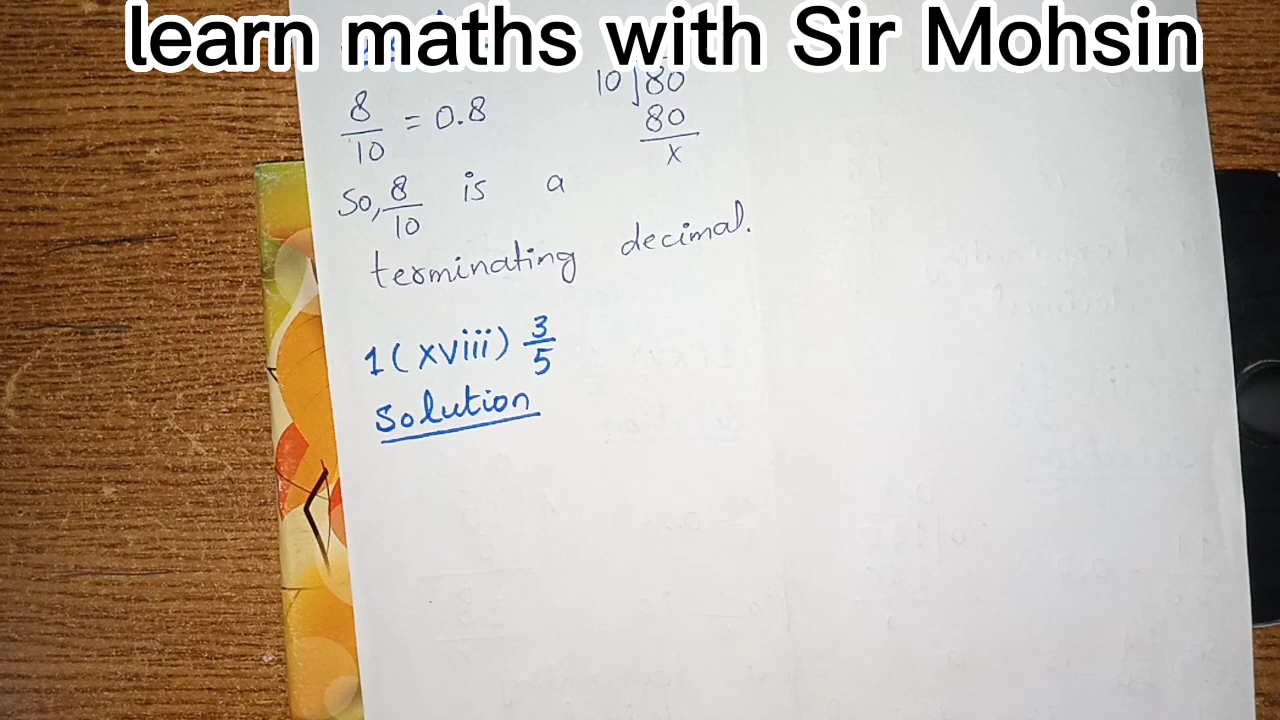 learn maths with Sir Mohsin
8/10 = 0.8
10)80
80
x
So, 8/10 is a
terminating decimal.
1(xviii) 3/5
Solution